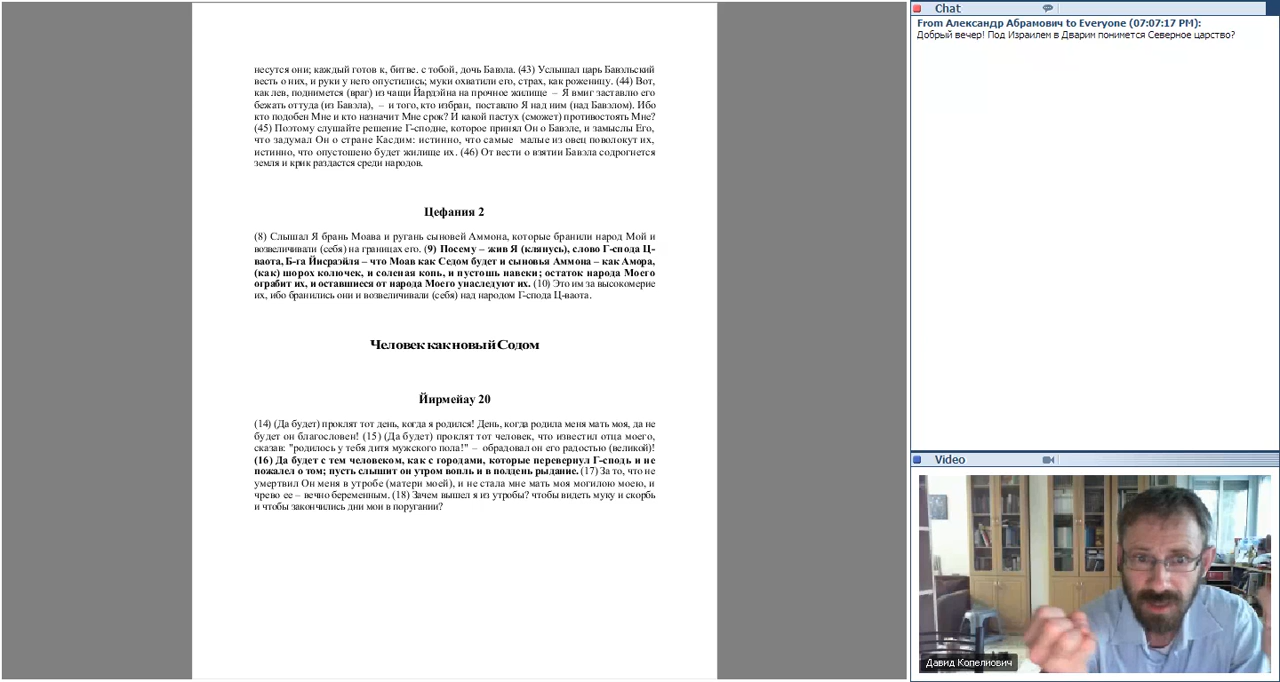 несутся они; каждый готов к, битве. с тобой, дочь Бавэла. (43) Услышал царь Бавэльский
весть о них, и руки у него опустились; муки охватили его, страх, как роженицу. (44) Вот,
как лев, поднимется (враг) из чащи Йардэйна на прочное жилище – Я вмиг заставлю его
бежать оттуда (из Бавэла), – и того, кто избран, поставлю Я над ним (над Бавэлом). Ибо
кто подобен Мне и кто назначит Мне срок? И какой пастух (сможет) противостоять Мне?
(45) Поэтому слушайте решение Г-сподне, которое принял Он о Бавэле, и замыслы Его,
что задумал Он о стране Касдим: истинно, что самые малые из овец поволокут их,
истинно, что опустошено будет жилище их. (46) От вести о взятии Бавэла содрогнется
земля и крик раздастся среди народов.
Цефания 2
(8) Слышал Я брань Моава и ругань сыновей Аммона, которые бранили народ Мой и
возвеличивали (себя) на границах его. (9) Посему – жив Я (клянусь), слово Г-спода Ц-
ваота, Б-га Йисраэйля – что Моав как Седом будет и сыновья Аммона – как Амора,
(как) шорох колючек, и соленая копь, и пустошь навеки; остаток народа Моего
ограбит их, и оставшиеся от народа Моего унаследуют их. (10) Это им за высокомерие
их, ибо бранились они и возвеличивали (себя) над народом Г-спода Ц-ваота.
Человек как новый Содом
Йирмейау 20
(14) (Да будет) проклят тот день, когда я родился! День, когда родила меня мать моя, да не
будет он благословен! (15) (Да будет) проклят тот человек, что известил отца моего,
сказав: "родилось у тебя дитя мужского пола!" – обрадовал он его радостью (великой)!
(16) Да будет с тем человеком, как с городами, которые перевернул Г-сподь и не
пожалел о том; пусть слышит он утром вопль и в полдень рыдание. (17) За то, что не
умертвил Он меня в утробе (матери моей), и не стала мне мать моя могилою моею, и
чрево ее – вечно беременным. (18) Зачем вышел я из утробы? чтобы видеть муку и скорбь
и чтобы закончились дни мои в поругании?
Chat
From Александр Абрамович to Everyone (07:07:17 PM):
Добрый вечер! Под Израилем в Дварим понимется Северное царство?
Video
Давид Копелиович